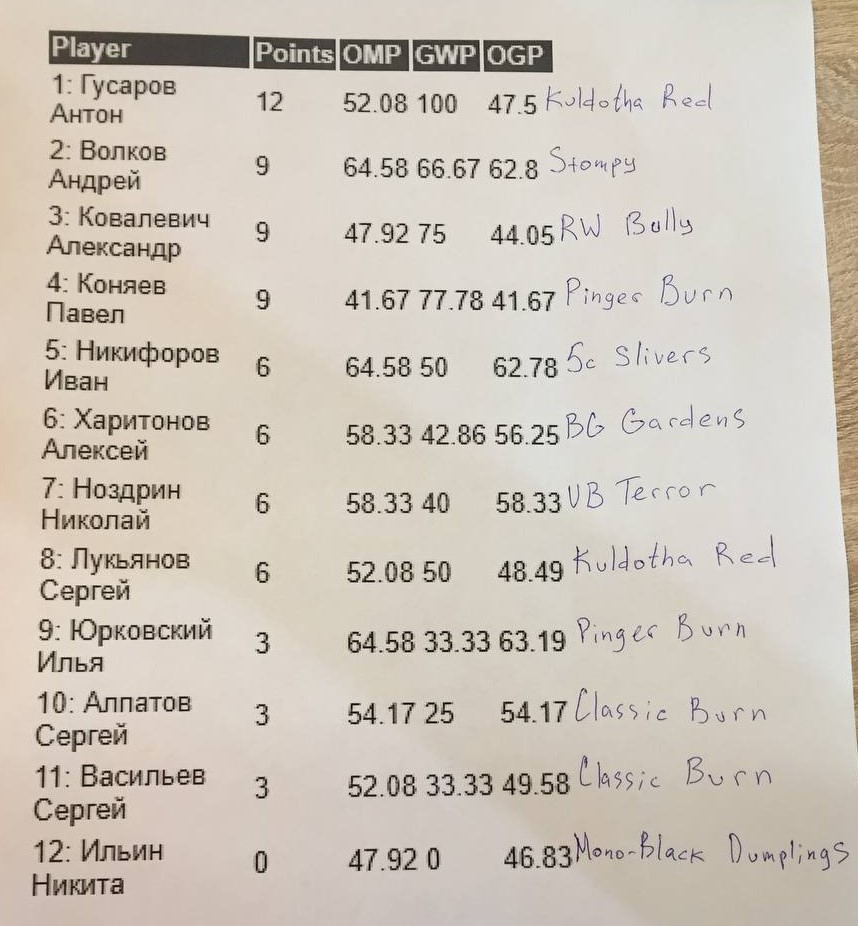 Player Points OMP GWP OGP
1: Гусаров
Антон 12 52.08 100 47.5 Kuldotha Red
2: Волков
Андрей 9 64.58 66.67 62.8 Stompy
3: Ковалевич
Александр 9 47.92 75 44.05 RW Bully
4: Коняев
Павел 9 41.67 77.78 41.67 Pinger Burn
5: Никифоров
Иван 6 64.58 50 62.78 5c Slivers
6: Харитонов
Алексей 6 58.33 42.86 56.25 BG Gardens
7: Ноздрин
Николай 6 58.33 40 58.33 UB Terror
8: Лукьянов
Сергей 6 52.08 50 48.49 Kuldotha Red
9: Юрковский
Илья 3 64.58 33.33 63.19 Pinger Burn
10: Алпатов
Сергей 3 54.17 25 54.17 Classic Burn
11: Васильев
Сергей 3 52.08 33.33 49.58 Classic Burn
12: Ильин
Никита 0 47.92 0 46.83 Mono-Black Dumplings